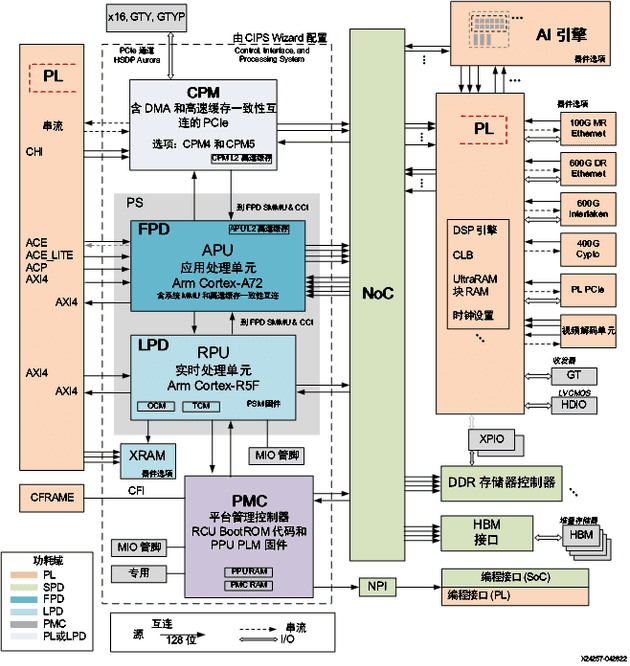 x16, GTY, GTYP
由 CIPS Wizard 配置
PCIe 通道
HSDP Aurora
Control, Interface, and
Processing System
AI 引擎
器件选项
PL
CPM
含 DMA 和高速缓存一致性互
连的 PCIe
选项：CPM4 和 CPM5
CPM L2 高速缓存
串流
CHI
PL
器件选项
100G MR
Ethernet
600G DR
Ethernet
600G
Interlaken
400G
Cypto
PL PCIe
视频解码单元
到 FPD SMMU & CCI
PS
FPD
APU L2 高速缓存
APU
应用处理单元
Arm Cortex-A72
含系统 MMU 和高速缓存一致性互连
ACE
ACE_LITE
ACP
AXI4
AXI4
DSP 引擎
CLB
UltraRAM
块 RAM
时钟设置
NoC
到 FPD SMMU & CCI
LPD
RPU
实时处理单元
Arm Cortex-R5F
OCM
TCM
PSM 固件
AXI4
AXI4
收发器
GT
LVCMOS
HDIO
XPIO
XRAM
器件选项
MIO 管脚
DDR 存储器控制器
CFRAME
CFI
PMC
平台管理控制器
RCU BootROM 代码和
PPU PLM 固件
PPU RAM
PMC RAM
MIO 管脚
专用
HBM
接口
堆叠存储器
HBM
NPI
编程接口 (SoC)
编程接口 (PL)
功耗域
PL
SPD
FPD
LPD
PMC
PL或LPD
源
互连
128 位
串流
I/O
X24257-042822